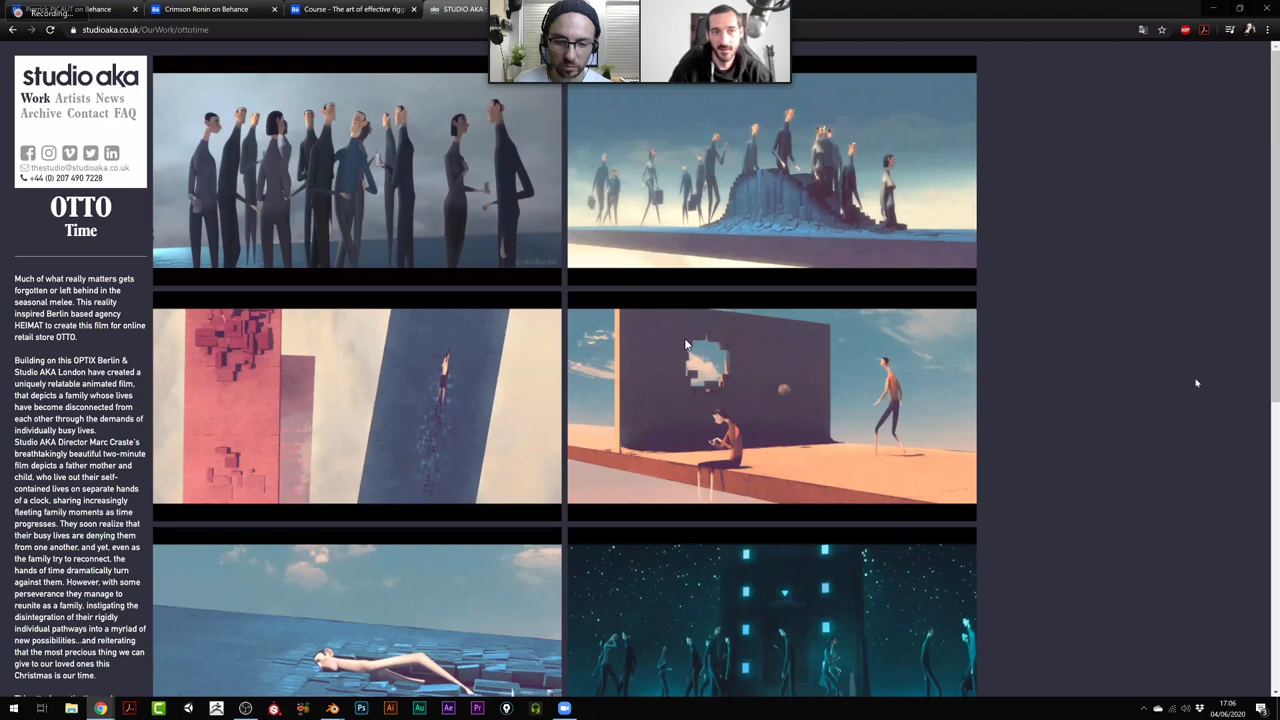 Recording...
Pierrick PICAUT on Behance
Crimson Ronin on Behance
Course - The art of effective rig
STUDIO AKA :
studioaka.co.uk/OurWork/ottotime
studio aka
Work Artists News
Archive Contact FAQ
thestudio@studioaka.co.uk
+44 (0) 207 490 7228
OTTO
Time
Much of what really matters gets
forgotten or left behind in the
seasonal melee. This reality
inspired Berlin based agency
HEIMAT to create this film for online
retail store OTTO.
Building on this OPTIX Berlin &
Studio AKA London have created a
uniquely relatable animated film,
that depicts a family whose lives
have become disconnected from
each other through the demands of
individually busy lives.
Studio AKA Director Marc Craste's
breathtakingly beautiful two-minute
film depicts a father mother and
child, who live out their self-
contained lives on separate hands
of a clock, sharing increasingly
fleeting family moments as time
progresses. They soon realize that
their busy lives are denying them
from one another, and yet, even as
the family try to reconnect, the
hands of time dramatically turn
against them. However, with some
perseverance they manage to
reunite as a family, instigating the
disintegration of their rigidly
individual pathways into a myriad of
new possibilities...and reiterating
that the most precious thing we can
give to our loved ones this
Christmas is our time.
17:06
04/06/2020